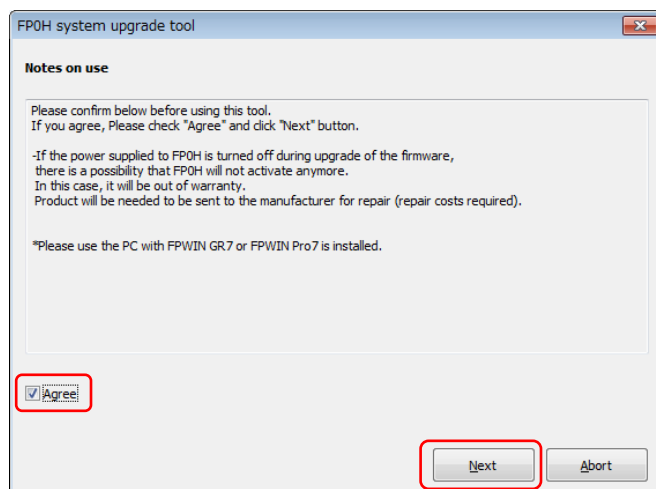 FP0H system upgrade tool
Notes on use
Please confirm below before using this tool.
If you agree, Please check "Agree" and click "Next" button.
-If the power supplied to FP0H is turned off during upgrade of the firmware,
there is a possibility that FP0H will not activate anymore.
In this case, it will be out of warranty.
Product will be needed to be sent to the manufacturer for repair (repair costs required).
*Please use the PC with FPWIN GR7 or FPWIN Pro7 is installed.
Agree
Next Abort